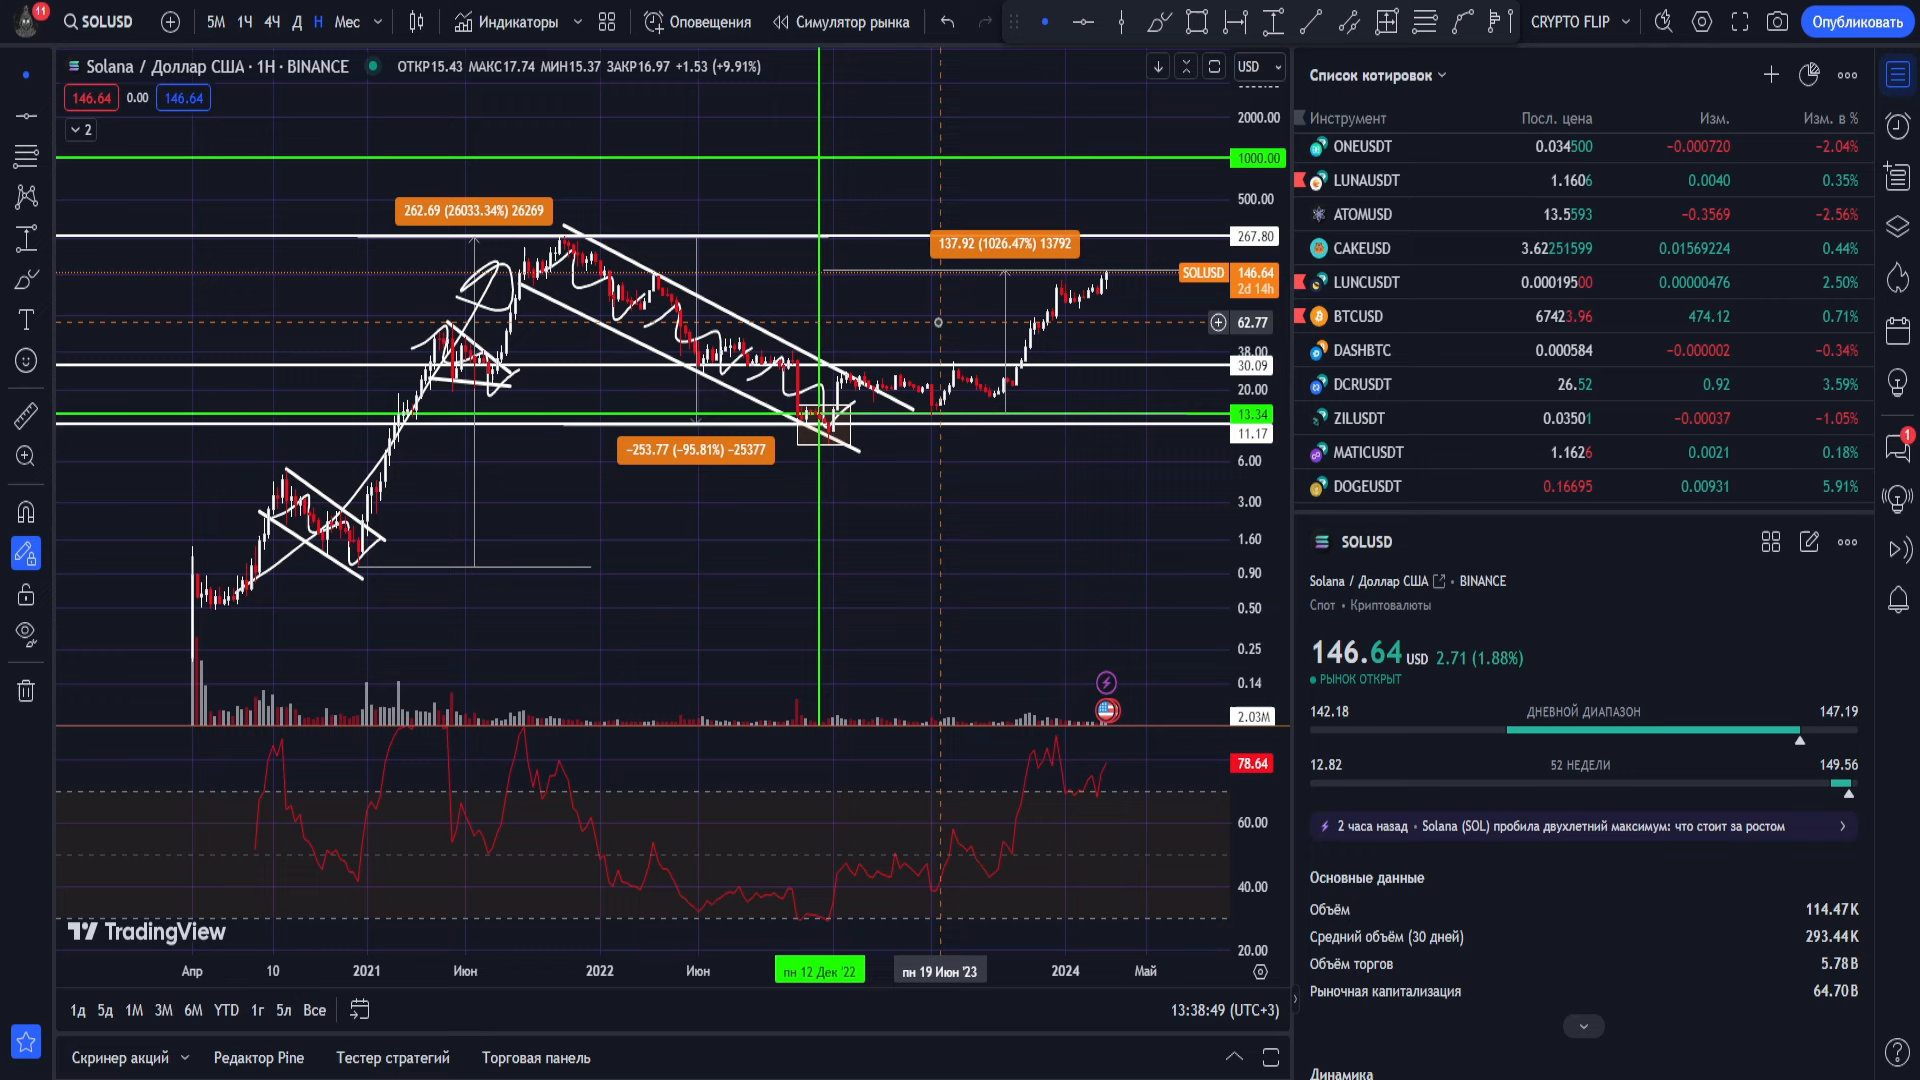 11
SOLUSD
5М 1Ч 4Ч Д Н Мес
Индикаторы
Оповещения
Симулятор рынка
CRYPTO FLIP
Опубликовать
Solana / Доллар США · 1Н · BINANCE
ОТКР15.43 МАКС17.74 МИН15.37 ЗАКР16.97 +1.53 (+9.91%)
USD
146.64 0.00 146.64
2
2000.00
1000.00
500.00
267.80
SOLUSD 146.64
2d 14h
62.77
38.00
30.09
20.00
13.34
11.17
6.00
3.00
1.60
0.90
0.50
0.25
0.14
2.03M
78.64
60.00
40.00
20.00
262.69 (26033.34%) 26269
137.92 (1026.47%) 13792
−253.77 (−95.81%) −25377
TradingView
Апр 10 2021 Июн 2022 Июн пн 12 Дек '22 пн 19 Июн '23 2024 Май
1д 5д 1М 3М 6М YTD 1г 5л Все
13:38:49 (UTC+3)
Скринер акций Редактор Pine Тестер стратегий Торговая панель
Список котировок
Инструмент Посл. цена Изм. Изм. в %
ONEUSDT 0.034500 −0.000720 −2.04%
LUNAUSDT 1.1606 0.0040 0.35%
ATOMUSD 13.5593 −0.3569 −2.56%
CAKEUSD 3.62251599 0.01569224 0.44%
LUNCUSDT 0.00019500 0.00000476 2.50%
BTCUSD 67423.96 474.12 0.71%
DASHBTC 0.000584 −0.000002 −0.34%
DCRUSDT 26.52 0.92 3.59%
ZILUSDT 0.03501 −0.00037 −1.05%
MATICUSDT 1.1626 0.0021 0.18%
DOGEUSDT 0.16695 0.00931 5.91%
1
SOLUSD
Solana / Доллар США • BINANCE
Спот • Криптовалюты
146.64 USD 2.71 (1.88%)
РЫНОК ОТКРЫТ
142.18 ДНЕВНОЙ ДИАПАЗОН 147.19
12.82 52 НЕДЕЛИ 149.56
2 часа назад • Solana (SOL) пробила двухлетний максимум: что стоит за ростом
Основные данные
Объём 114.47K
Средний объём (30 дней) 293.44K
Объём торгов 5.78B
Рыночная капитализация 64.70B
Динамика